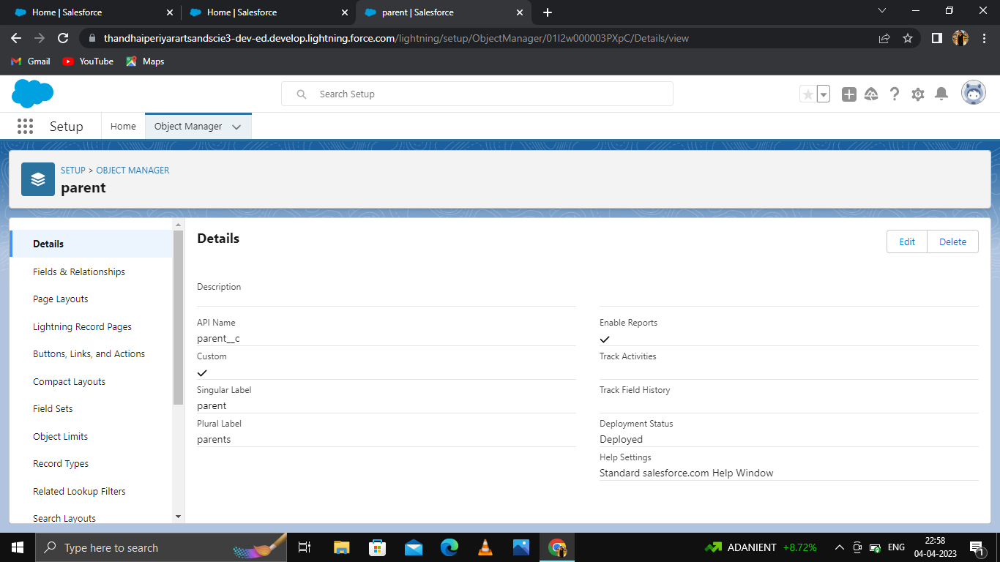 Home | Salesforce
Home | Salesforce
parent | Salesforce
thandhaiperiyarartsandscie3-dev-ed.develop.lightning.force.com/lightning/setup/ObjectManager/01I2w000003PXpC/Details/view
Gmail
YouTube
Maps
Search Setup
Setup
Home
Object Manager
SETUP > OBJECT MANAGER
parent
Details
Fields & Relationships
Page Layouts
Lightning Record Pages
Buttons, Links, and Actions
Compact Layouts
Field Sets
Object Limits
Record Types
Related Lookup Filters
Search Layouts
Details
Edit
Delete
Description
API Name
parent__c
Custom
Singular Label
parent
Plural Label
parents
Enable Reports
Track Activities
Track Field History
Deployment Status
Deployed
Help Settings
Standard salesforce.com Help Window
Type here to search
ADANIENT +8.72%
ENG
22:58
04-04-2023
1